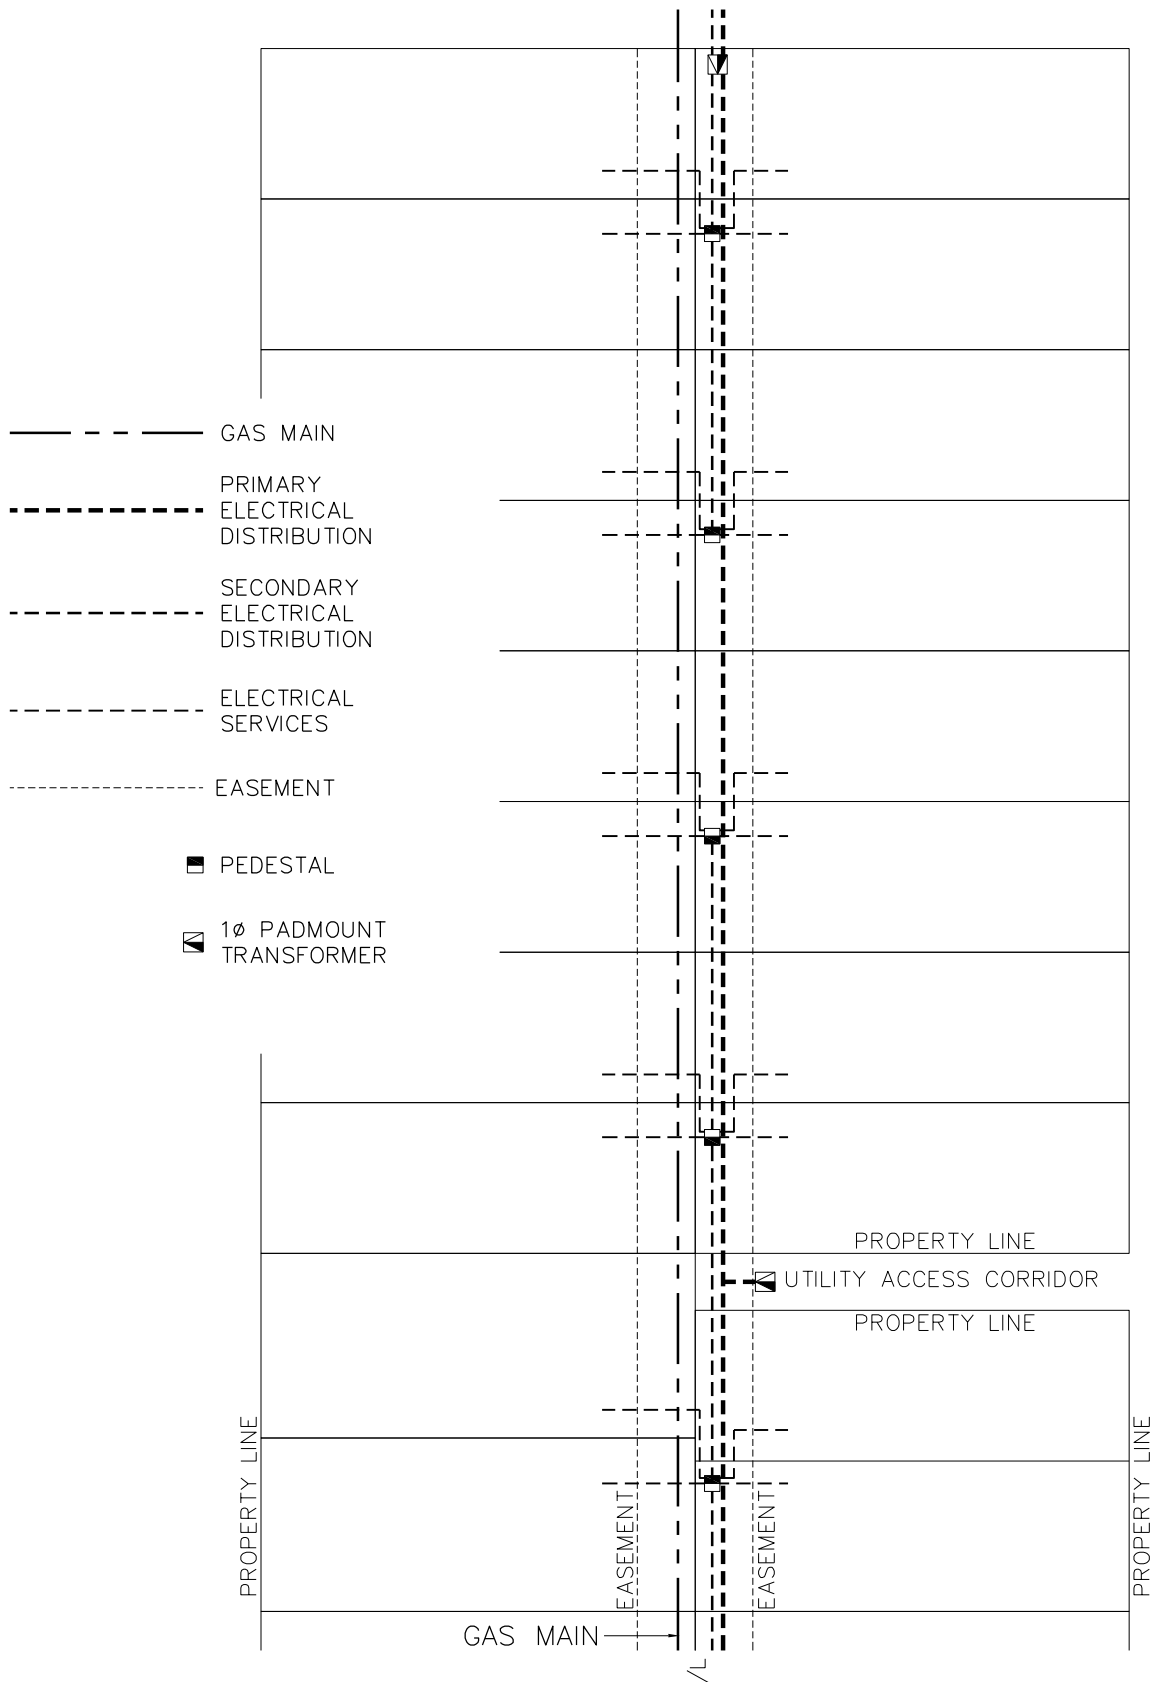 GAS MAIN
PRIMARY
ELECTRICAL
DISTRIBUTION
SECONDARY
ELECTRICAL
DISTRIBUTION
ELECTRICAL
SERVICES
EASEMENT
PEDESTAL
1ø PADMOUNT
TRANSFORMER
PROPERTY LINE
UTILITY ACCESS CORRIDOR
PROPERTY LINE
PROPERTY LINE
EASEMENT
EASEMENT
PROPERTY LINE
GAS MAIN
/L